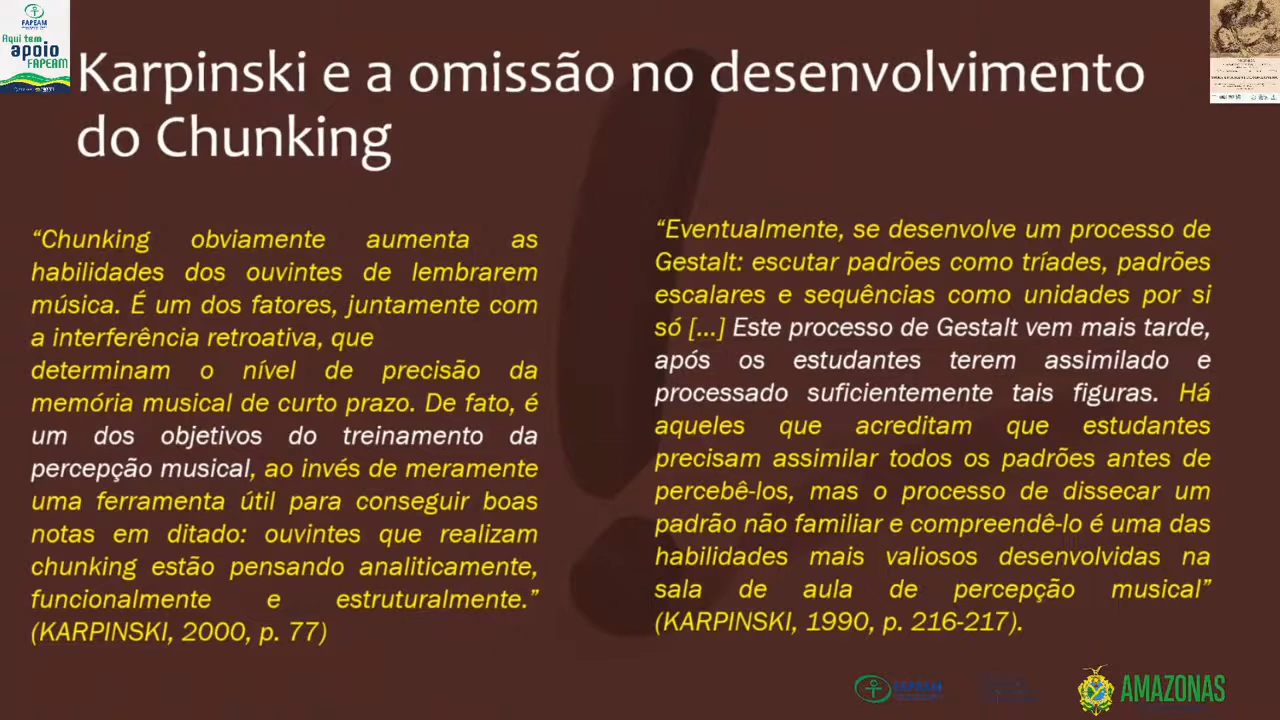 FAPEAM
Aqui tem
apoio
FAPEAM
Karpinski e a omissão no desenvolvimento
do Chunking
“Chunking obviamente aumenta as
habilidades dos ouvintes de lembrarem
música. É um dos fatores, juntamente com
a interferência retroativa, que
determinam o nível de precisão da
memória musical de curto prazo. De fato, é
um dos objetivos do treinamento da
percepção musical, ao invés de meramente
uma ferramenta útil para conseguir boas
notas em ditado: ouvintes que realizam
chunking estão pensando analiticamente,
funcionalmente e estruturalmente.”
(KARPINSKI, 2000, p. 77)
“Eventualmente, se desenvolve um processo de
Gestalt: escutar padrões como tríades, padrões
escalares e sequências como unidades por si
só [...] Este processo de Gestalt vem mais tarde,
após os estudantes terem assimilado e
processado suficientemente tais figuras. Há
aqueles que acreditam que estudantes
precisam assimilar todos os padrões antes de
percebê-los, mas o processo de dissecar um
padrão não familiar e compreendê-lo é uma das
habilidades mais valiosos desenvolvidas na
sala de aula de percepção musical”
(KARPINSKI, 1990, p. 216-217).
FAPEAM
AMAZONAS